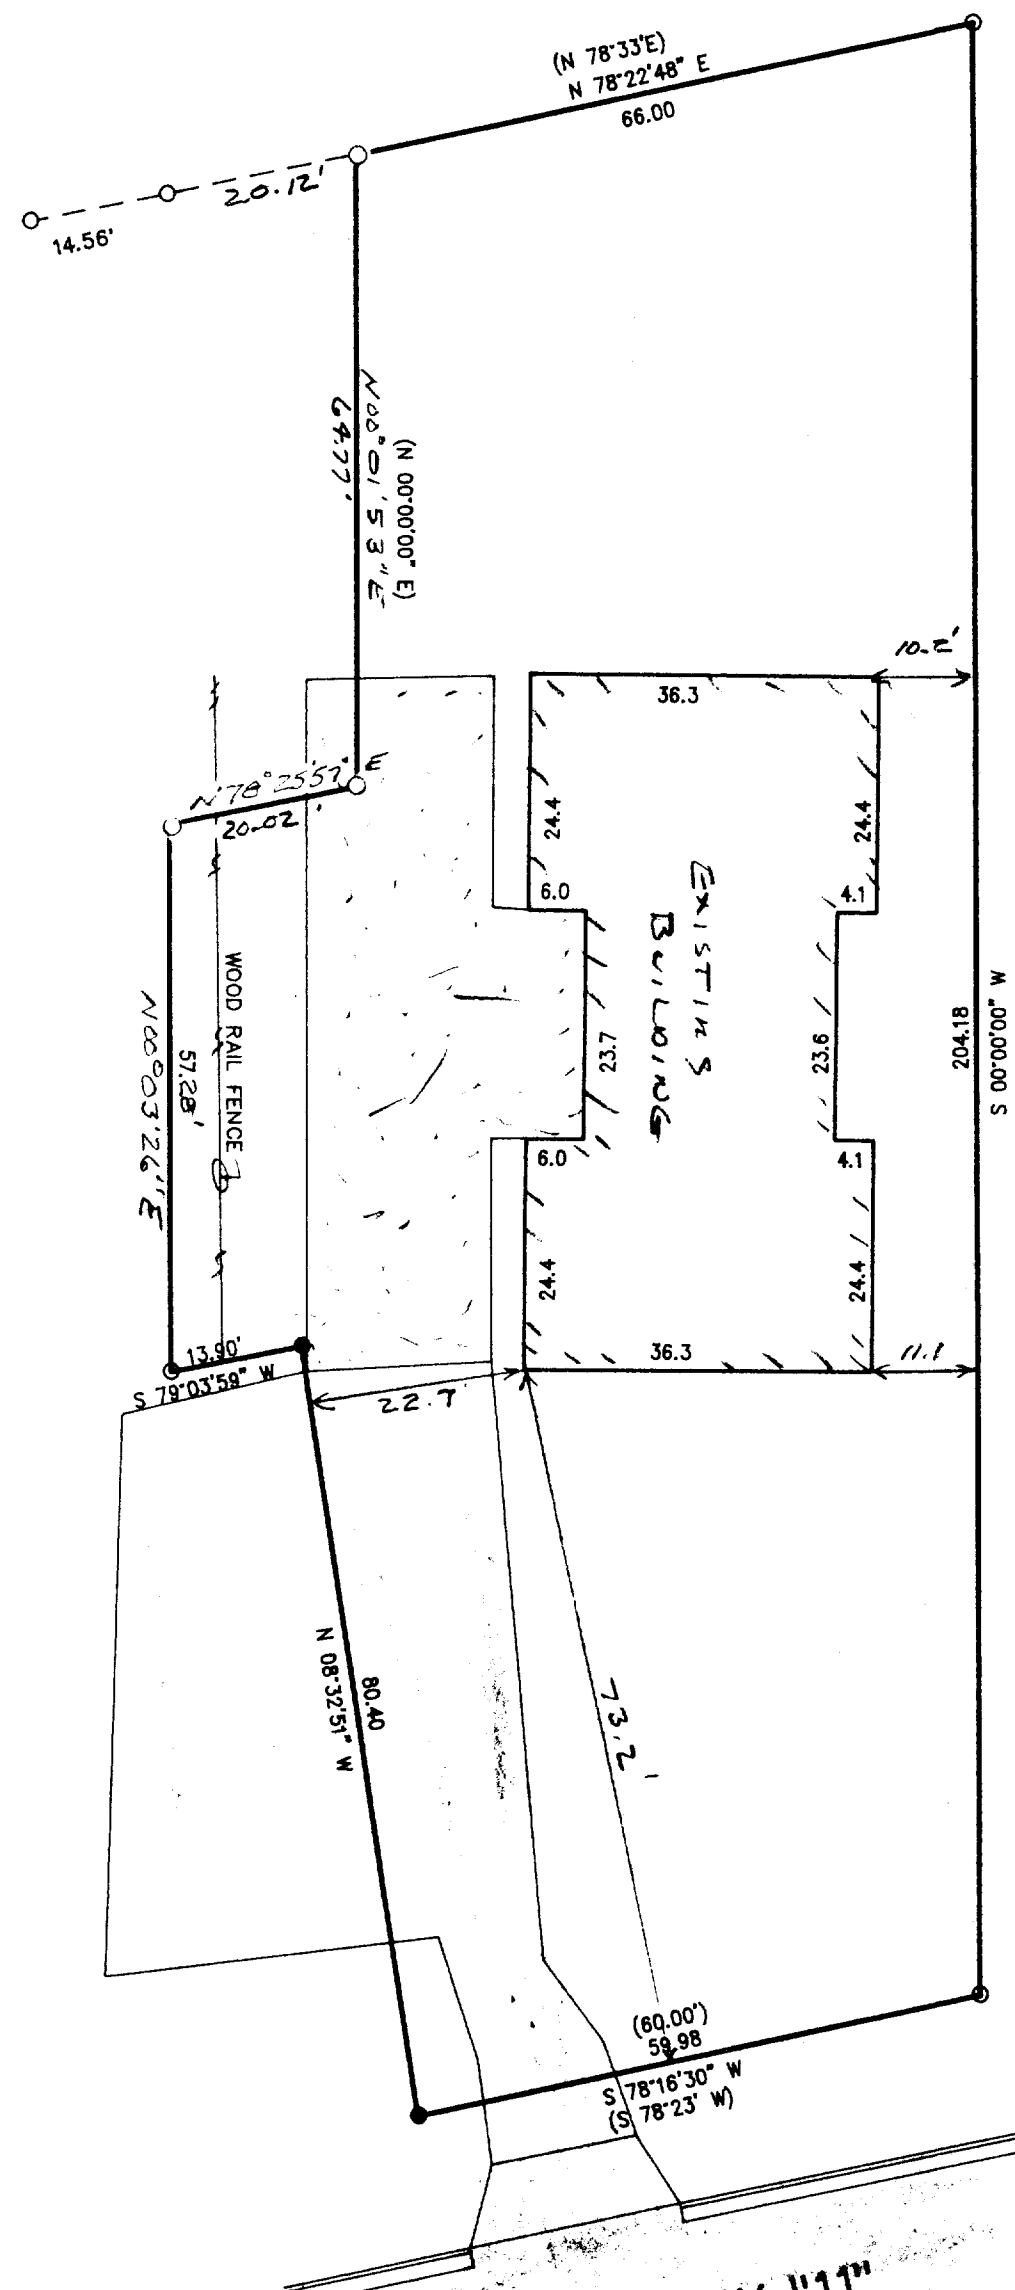 (N 78°33'E)
N 78°22'48" E
66.00
20.12'
14.56'
(N 00°00'00" E)
N00°01'53"E
64.77'
10.2'
36.3
N78°25'57" E
20.02'
24.4
24.4
6.0
4.1
EXISTING
BUILDING
WOOD RAIL FENCE
23.7
23.6
204.18
S 00°00'00" W
57.28'
N00°03'26"E
6.0
4.1
24.4
24.4
13.90'
S 79°03'59" W
36.3
11.1
22.7
80.40
N 08°32'51" W
73.2'
(60.00')
59.98
S 78°16'30" W
(S 78°23' W)
"11"